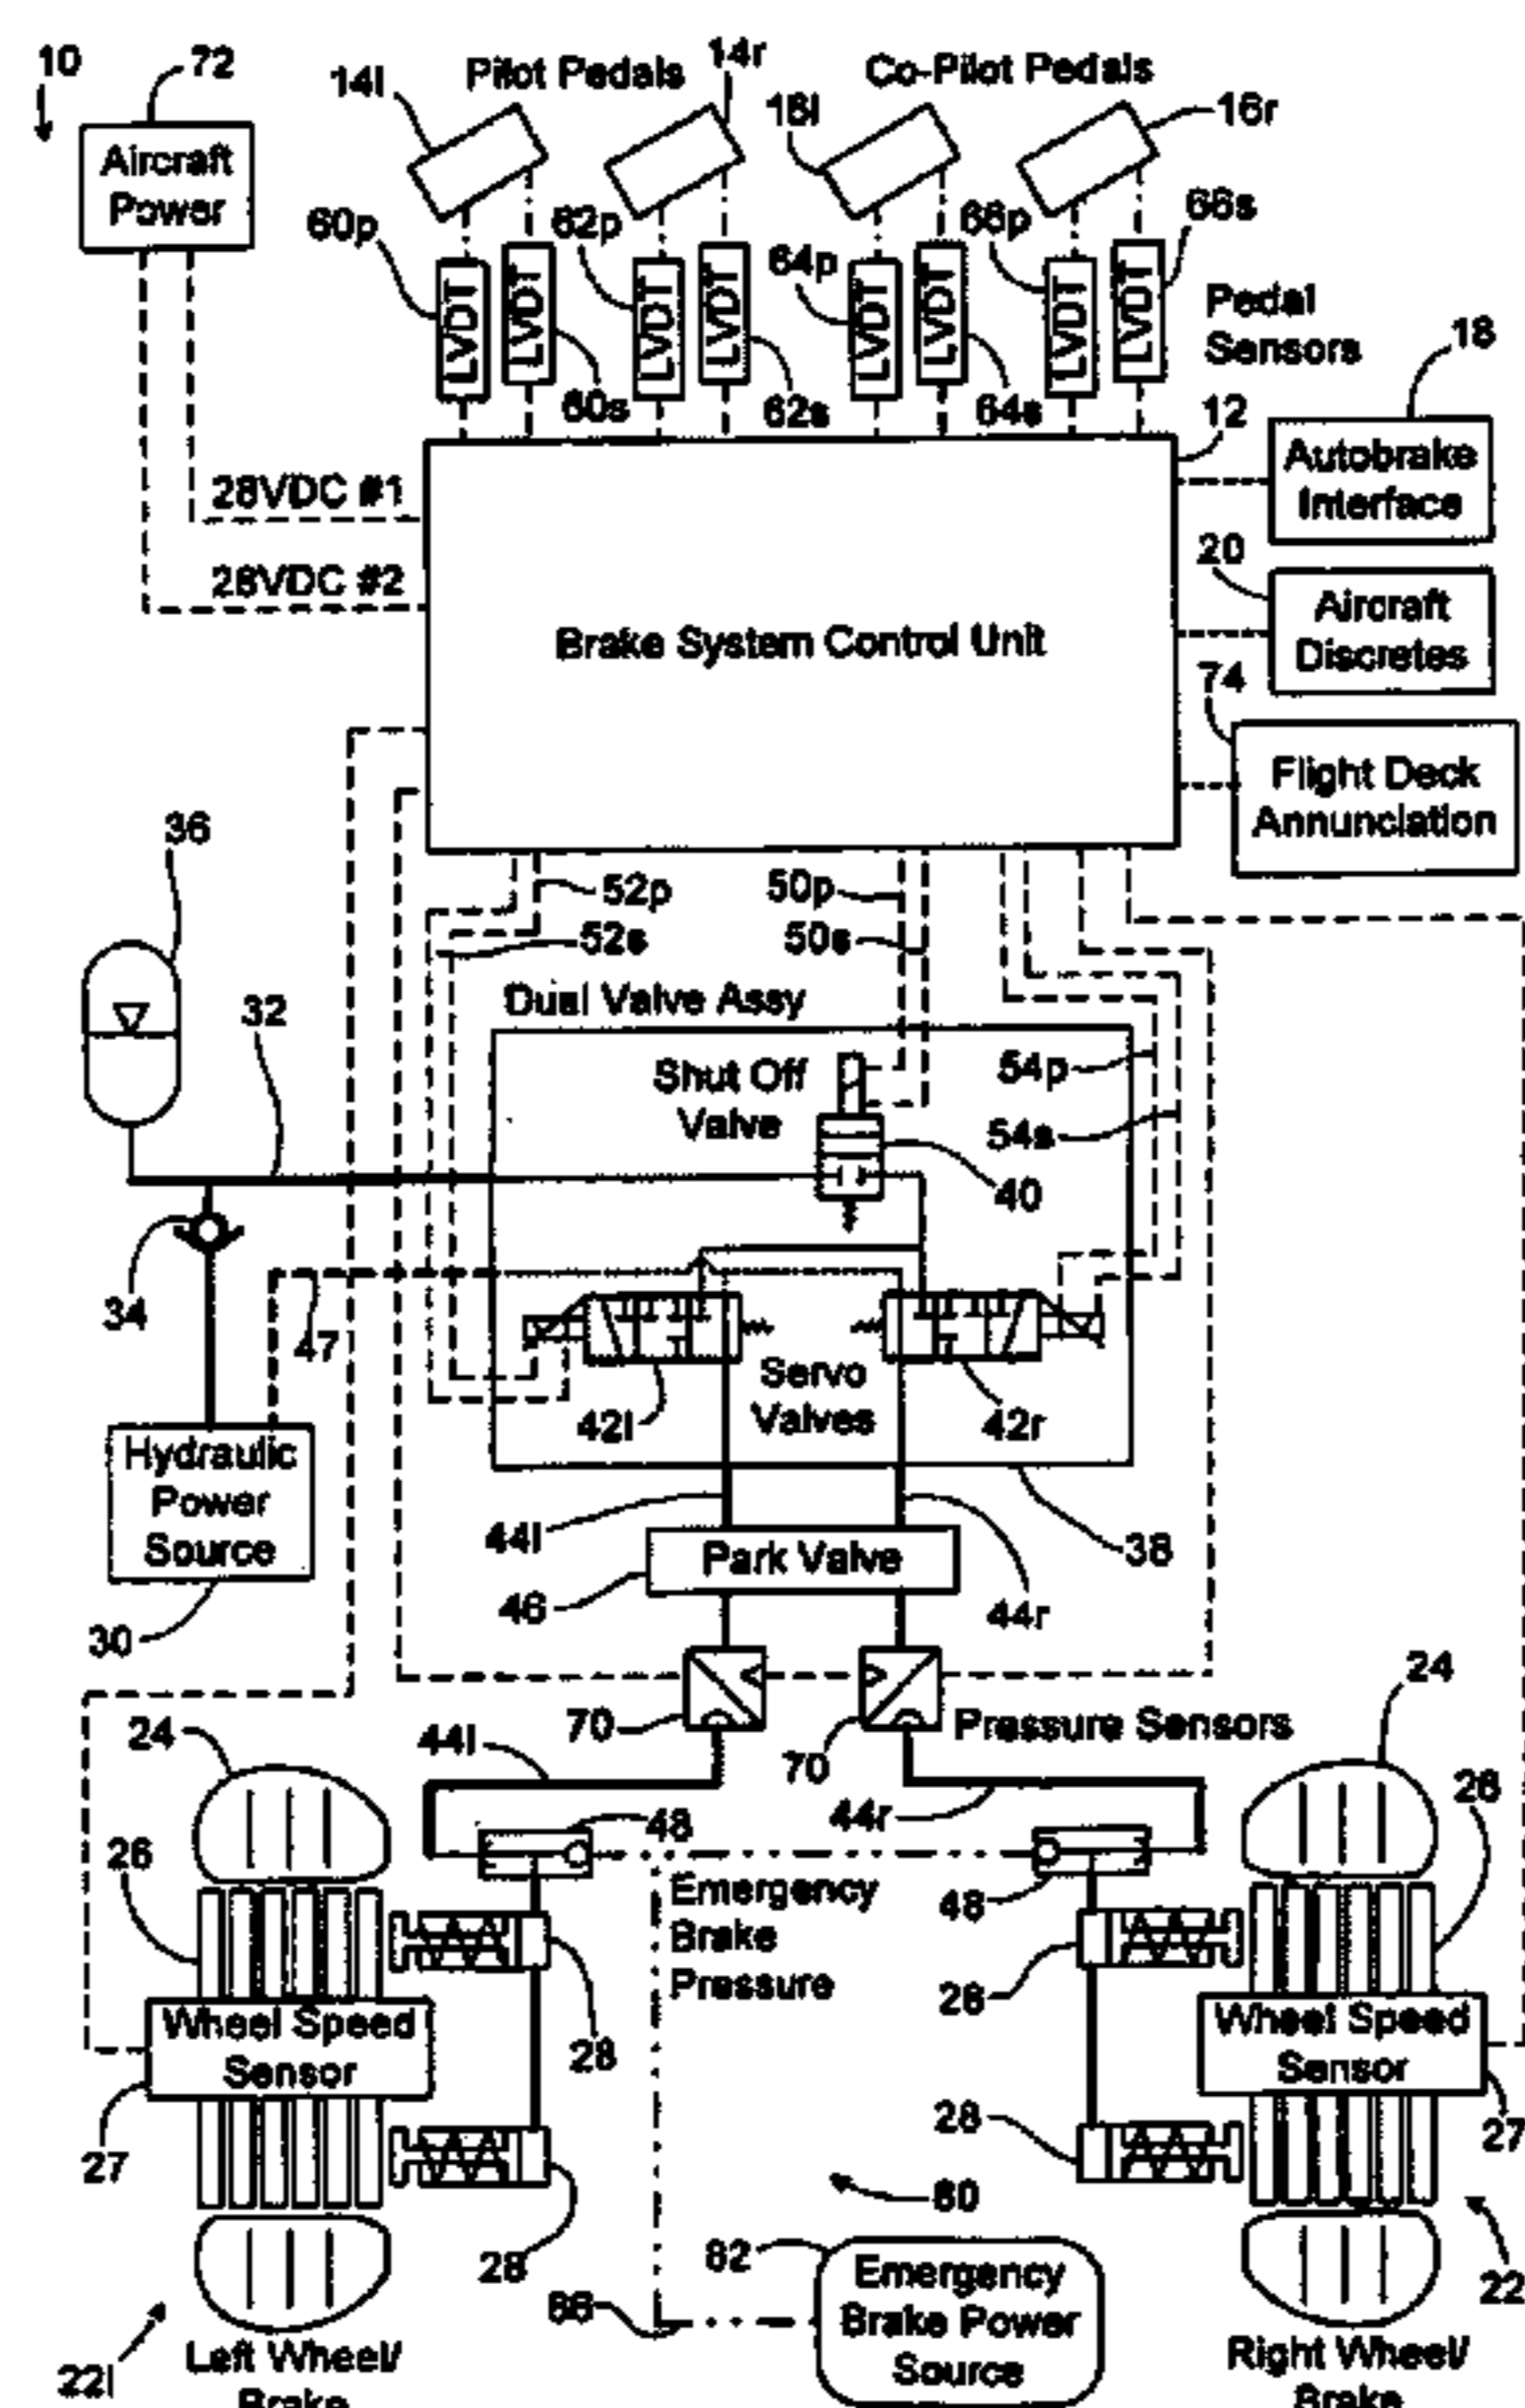 10
72
14l
Pilot Pedals
14r
Co-Pilot Pedals
16l
16r
Aircraft
Power
60p
62p
64p
66p
66s
LVDT
LVDT
LVDT
LVDT
LVDT
LVDT
LVDT
LVDT
Pedal
Sensors
18
60s
62s
64s
12
Autobrake
Interface
28VDC #1
20
28VDC #2
Aircraft
Discretes
Brake System Control Unit
74
Flight Deck
Annunciation
36
52p
50p
52s
50s
32
Dual Valve Assy
Shut Off
Valve
54p
54s
40
34
47
Servo
Valves
42l
42r
Hydraulic
Power
Source
44l
Park Valve
38
46
44r
30
24
70
Pressure Sensors
24
44l
70
26
44r
48
26
Emergency
Brake
Pressure
48
28
Wheel Speed
Sensor
28
Wheel Speed
Sensor
28
27
27
80
82
28
Emergency
Brake Power
Source
22
86
Left Wheel/
Brake
Right Wheel/
Brake
22l